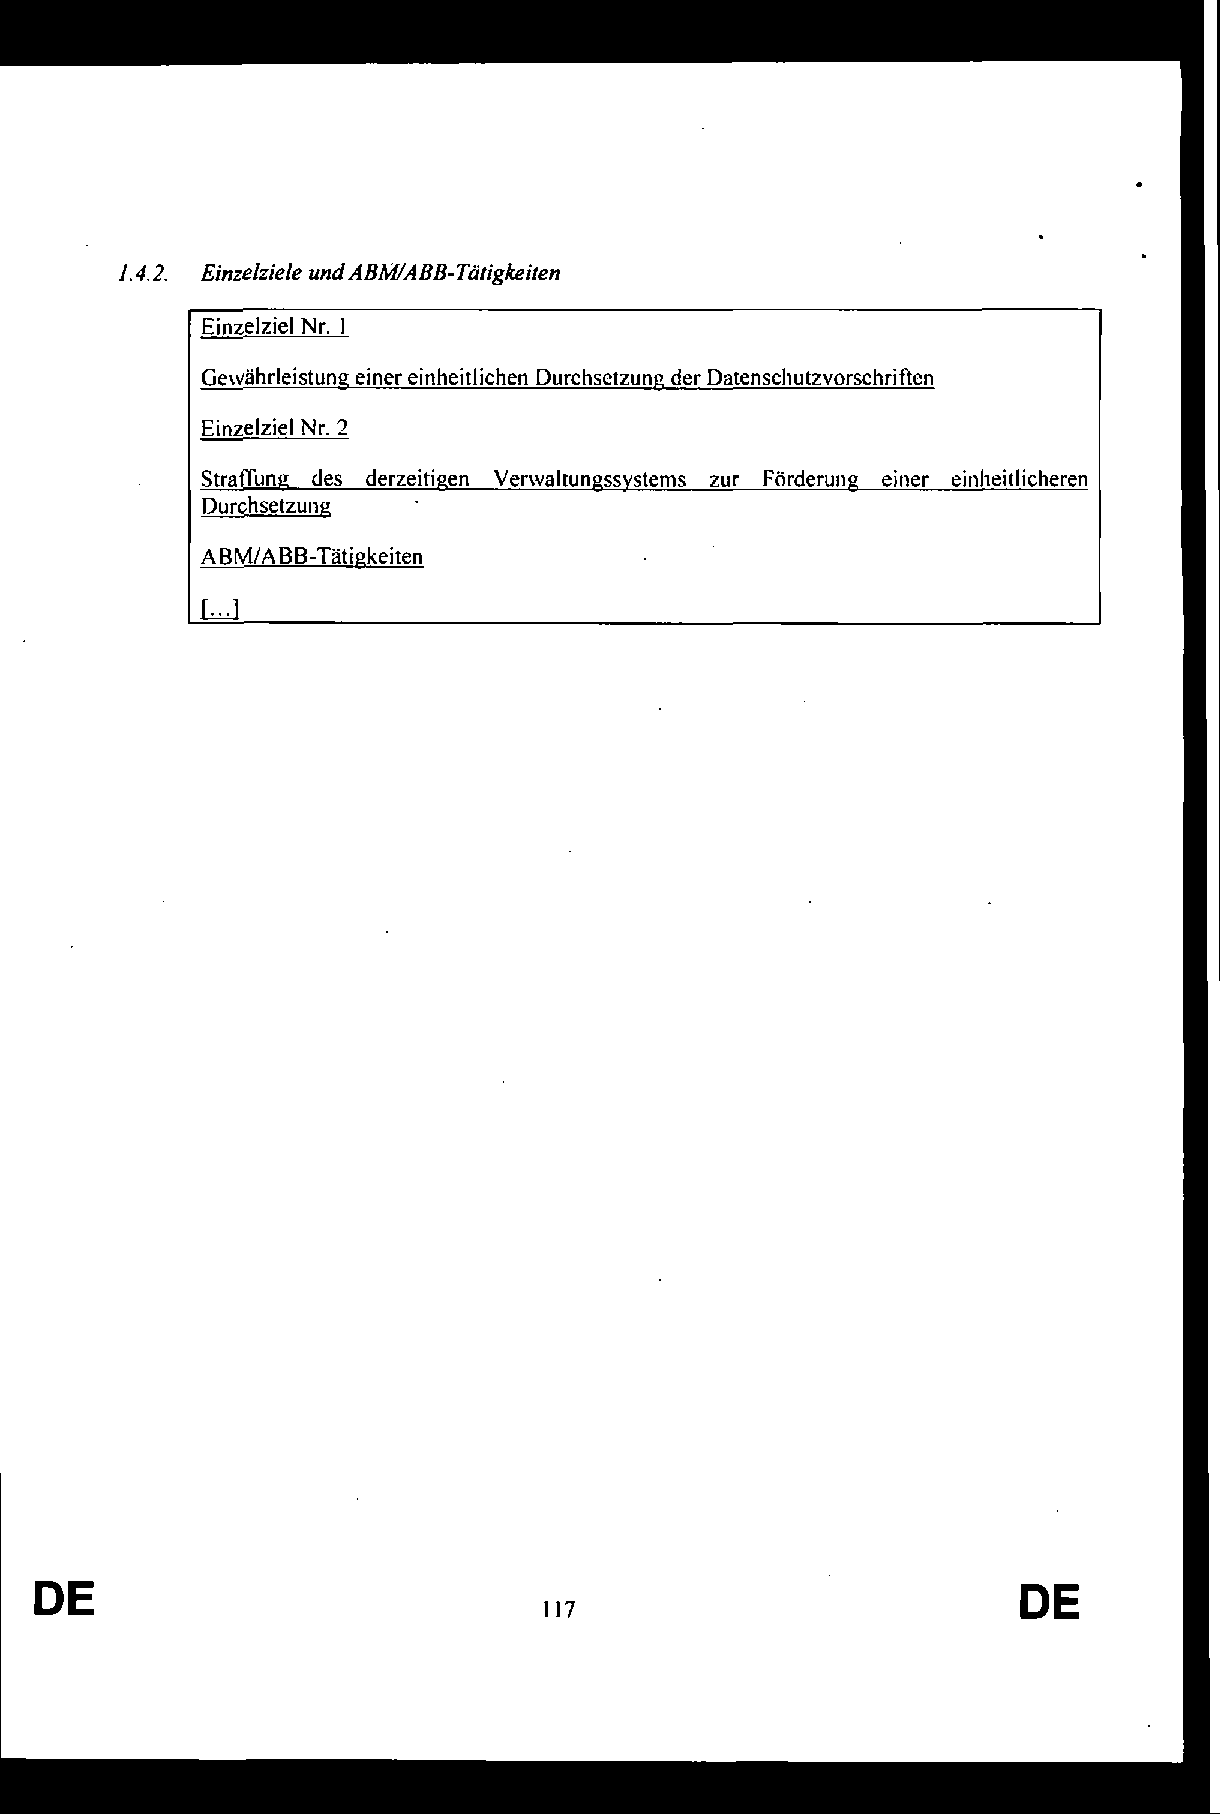 1.4.2. Einzelziele und ABM/ABB-Tätigkeiten
Einzelziel Nr. 1
Gewährleistung einer einheitlichen Durchsetzung der Datenschutzvorschriften
Einzelziel Nr. 2
Straffung des derzeitigen Verwaltungssystems zur Förderung einer einheitlicheren
Durchsetzung
ABM/ABB-Tätigkeiten
[...]
DE 117 DE